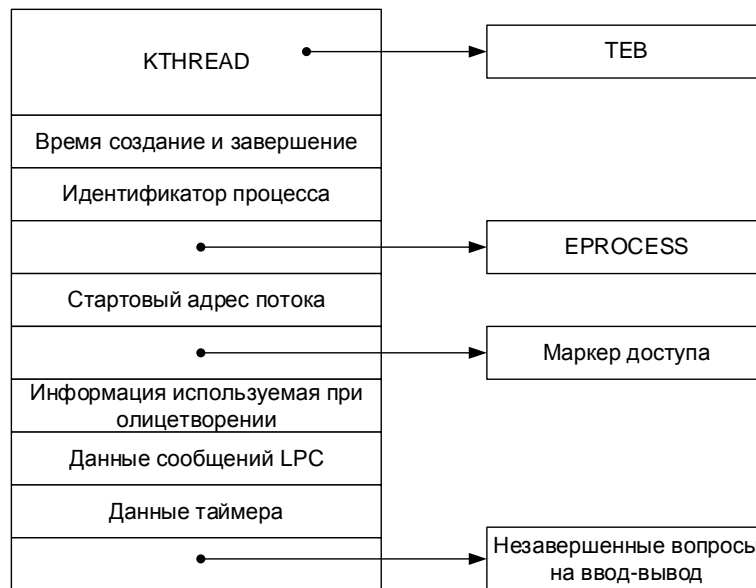 KTHREAD
TEB
Время создание и завершение
Идентификатор процесса
EPROCESS
Стартовый адрес потока
Маркер доступа
Информация используемая при
олицетворении
Данные сообщений LPC
Данные таймера
Незавершенные вопросы
на ввод-вывод